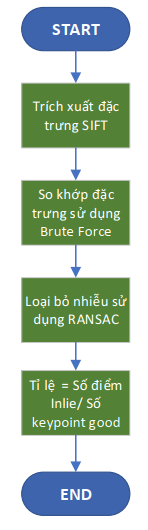 START
Trích xuất đặc
trưng SIFT
So khớp đặc
trưng sử dụng
Brute Force
Loại bỏ nhiễu sử
dụng RANSAC
Tỉ lệ = Số điểm
Inlie/ Số
keypoint good
END